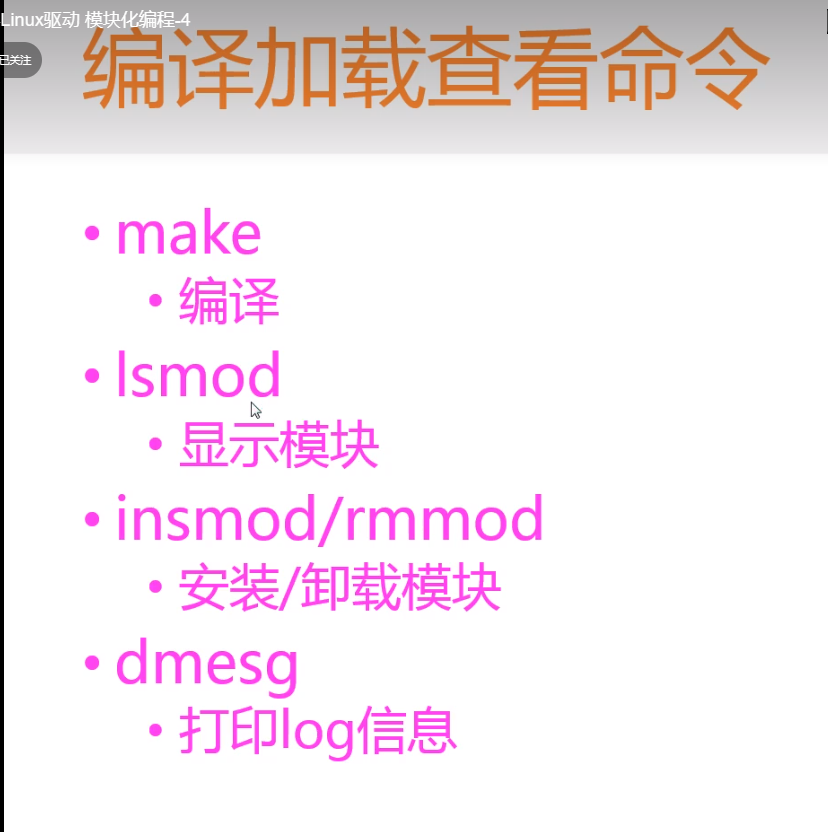 Linux驱动 模块化编程-4
已关注
编译加载查看命令
• make
• 编译
• lsmod
• 显示模块
• insmod/rmmod
• 安装/卸载模块
• dmesg
• 打印log信息